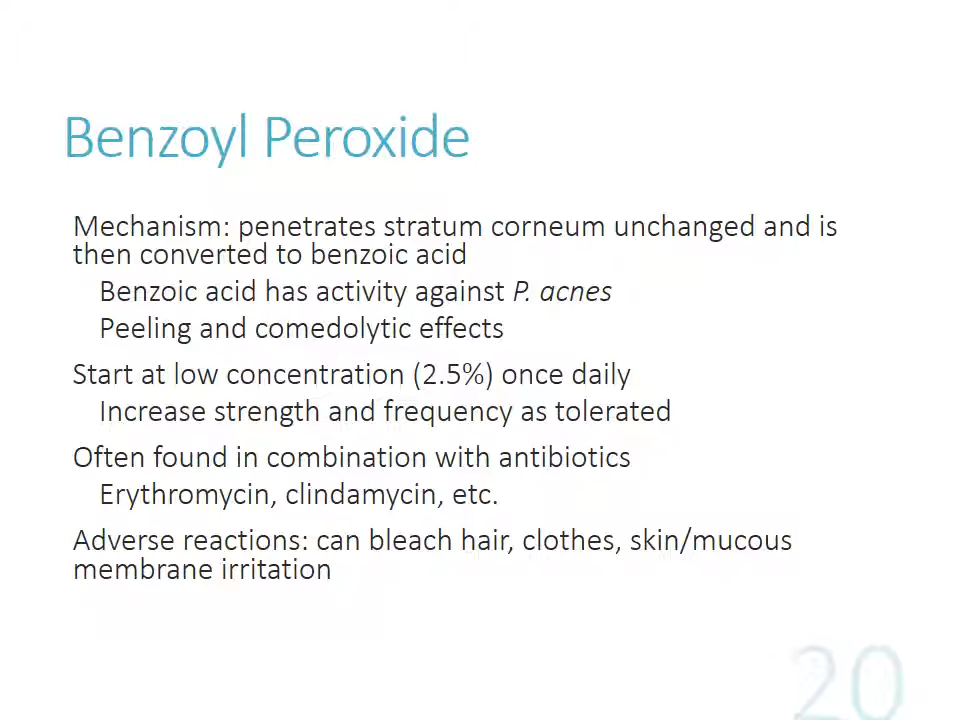 Benzoyl Peroxide
Mechanism: penetrates stratum corneum unchanged and is
then converted to benzoic acid
Benzoic acid has activity against P. acnes
Peeling and comedolytic effects
Start at low concentration (2.5%) once daily
Increase strength and frequency as tolerated
Often found in combination with antibiotics
Erythromycin, clindamycin, etc.
Adverse reactions: can bleach hair, clothes, skin/mucous
membrane irritation
20